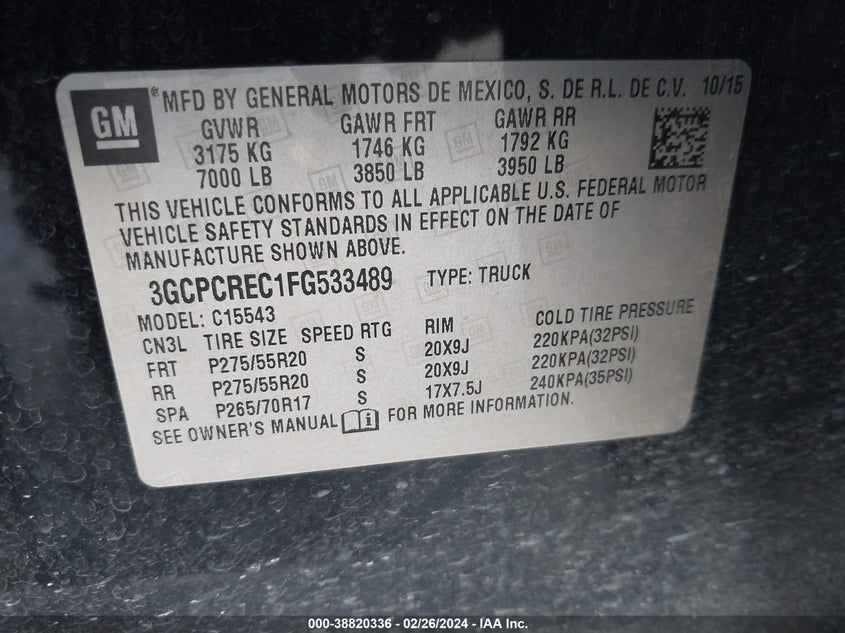 GM ® MFD BY GENERAL MOTORS DE MEXICO, S. DE R.L. DE C.V. 10/15
GVWR GAWR FRT GAWR RR
3175 KG 1746 KG 1792 KG
7000 LB 3850 LB 3950 LB
THIS VEHICLE CONFORMS TO ALL APPLICABLE U.S. FEDERAL MOTOR
VEHICLE SAFETY STANDARDS IN EFFECT ON THE DATE OF
MANUFACTURE SHOWN ABOVE.
3GCPCREC1FG533489 TYPE: TRUCK
MODEL: C15543
CN3L TIRE SIZE SPEED RTG RIM COLD TIRE PRESSURE
FRT P275/55R20 S 20X9J 220KPA(32PSI)
RR P275/55R20 S 20X9J 220KPA(32PSI)
SPA P265/70R17 S 17X7.5J 240KPA(35PSI)
SEE OWNER'S MANUAL i FOR MORE INFORMATION.
000-38820336 - 02/26/2024 - IAA Inc.